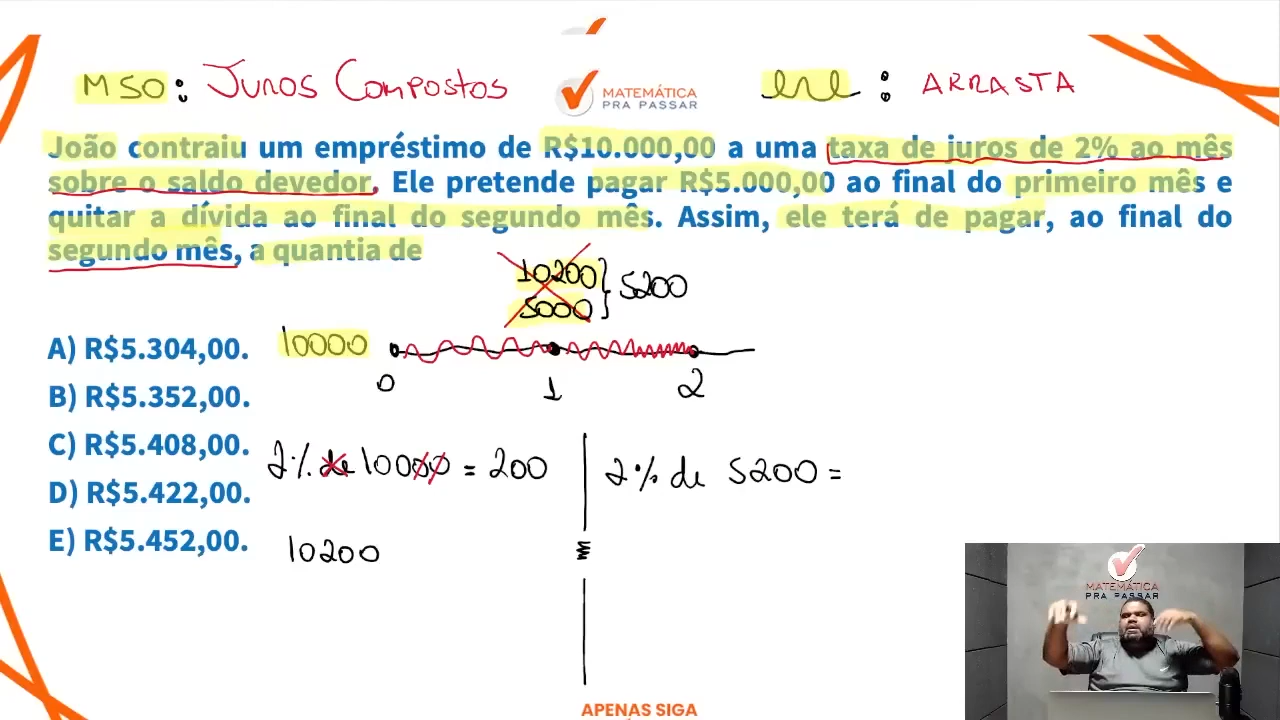 MSO: Juros Compostos
MATEMÁTICA
PRA PASSAR
: ARRASTA
João contraiu um empréstimo de R$10.000,00 a uma taxa de juros de 2% ao mês
sobre o saldo devedor. Ele pretende pagar R$5.000,00 ao final do primeiro mês e
quitar a dívida ao final do segundo mês. Assim, ele terá de pagar, ao final do
segundo mês, a quantia de
10200
5000
5200
A) R$5.304,00.
B) R$5.352,00.
C) R$5.408,00.
D) R$5.422,00.
E) R$5.452,00.
10000
0 1 2
2% de 10000 = 200
10200
2% de 5200 =
MATEMÁTICA
PRA PASSAR
APENAS SIGA